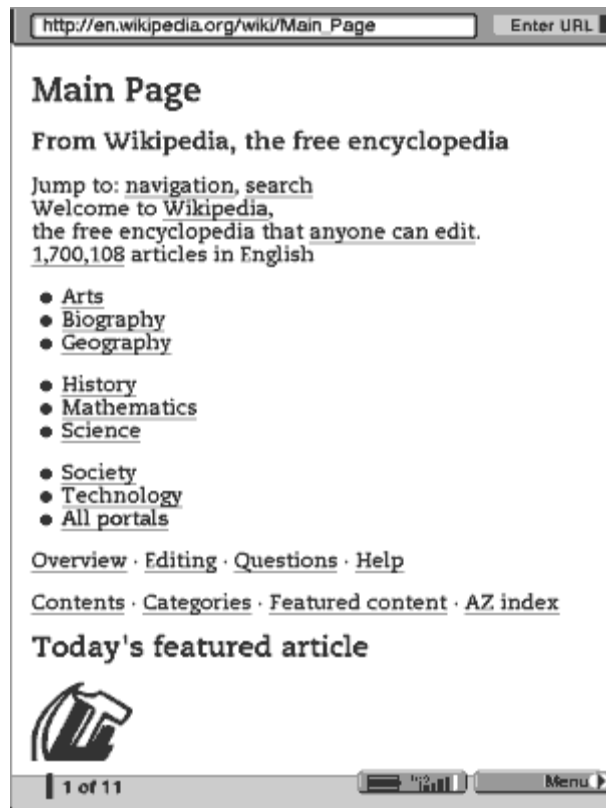 http://en.wikipedia.org/wiki/Main_Page Enter URL
Main Page
From Wikipedia, the free encyclopedia
Jump to: navigation, search
Welcome to Wikipedia,
the free encyclopedia that anyone can edit.
1,700,108 articles in English
Arts
Biography
Geography
History
Mathematics
Science
Society
Technology
All portals
Overview · Editing · Questions · Help
Contents · Categories · Featured content · AZ index
Today's featured article
1 of 11 Menu